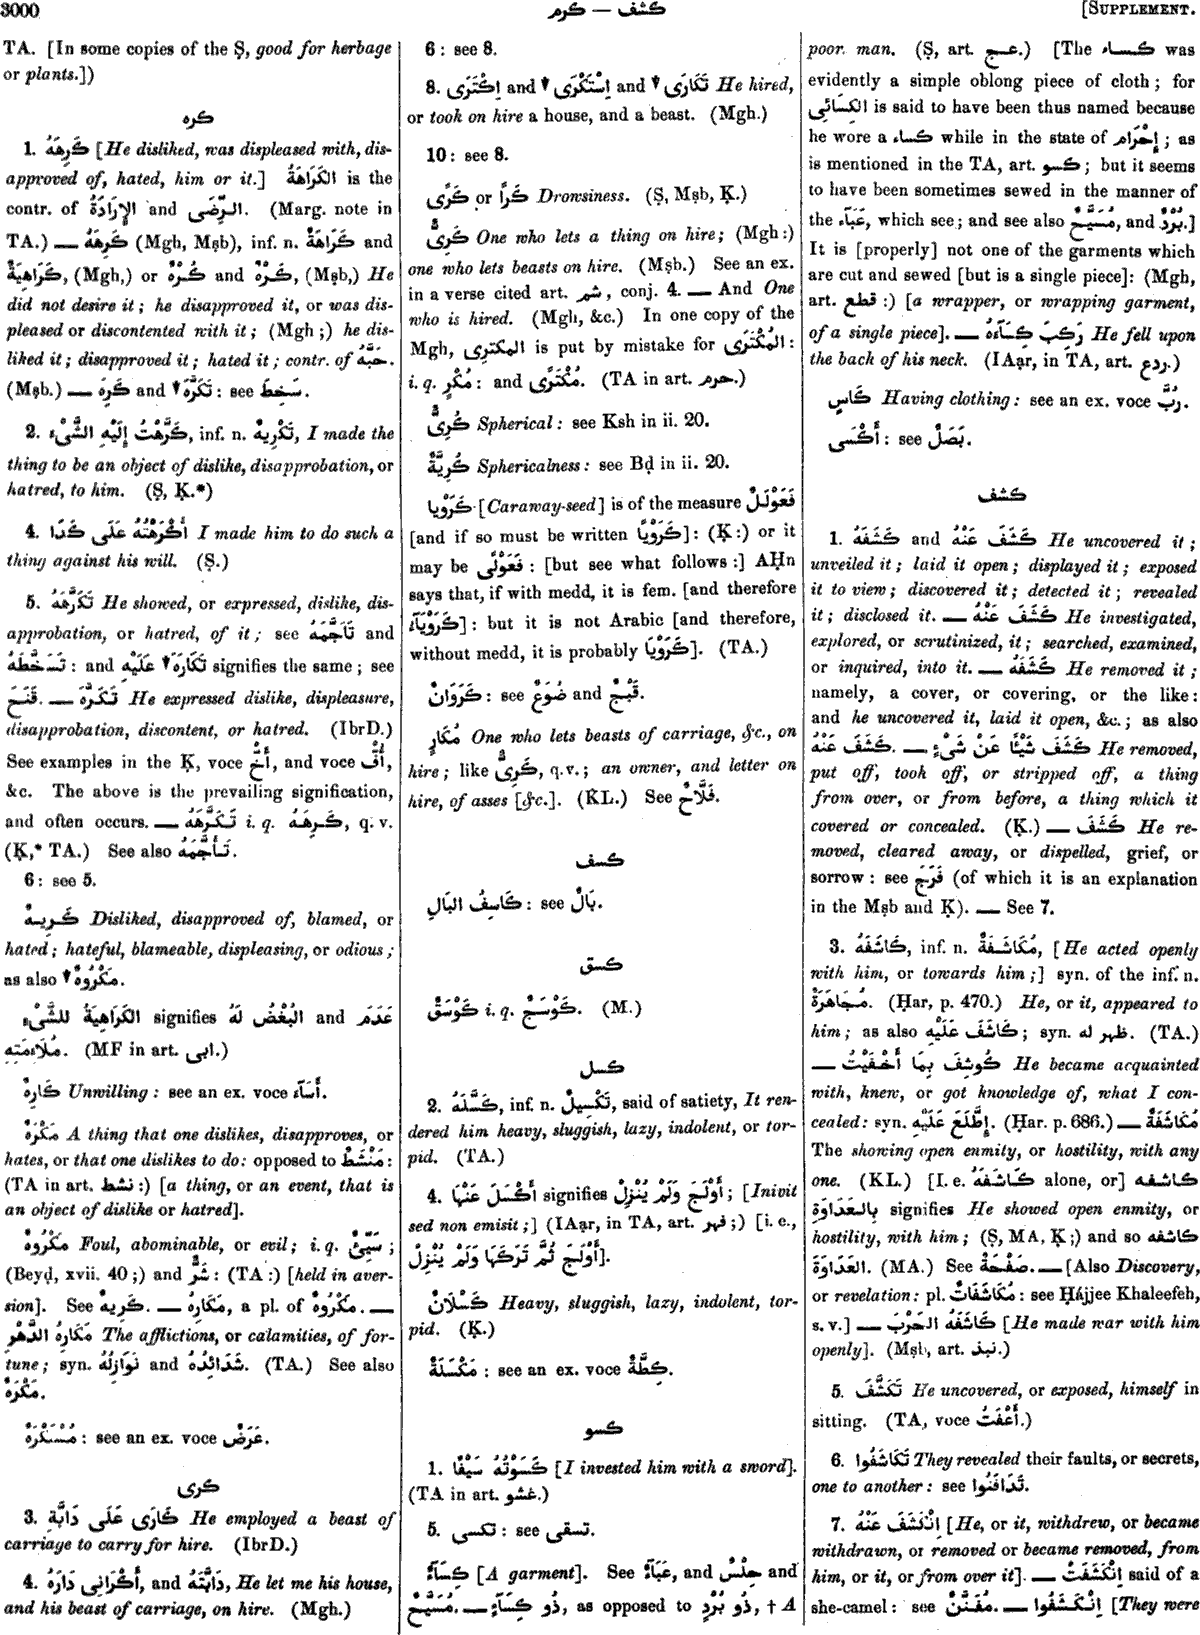 3000
كشف — كرم
[SUPPLEMENT.
TA. [In some copies of the Ṣ, good for herbage
or plants.])
كره
1. كَرِهَهُ [He disliked, was displeased with, dis-
approved of, hated, him or it.] الكَرَاهَةُ is the
contr. of الإِرَادَةُ and الرِّضَى. (Marg. note in
TA.) — كَرِهَهُ (Mgh, Mṣb), inf. n. كَرَاهَةٌ and
كَرَاهِيَةٌ, (Mgh,) or كُرْهٌ and كَرْهٌ, (Mṣb,) He
did not desire it; he disapproved it, or was dis-
pleased or discontented with it; (Mgh;) he dis-
liked it; disapproved it; hated it; contr. of حَبَّهُ.
(Mṣb.) — كَرِهَ and تَكَرَّهَ: see سَخِطَ.
2. كَرَّهْتُ إِلَيْهِ الشَّىْءَ, inf. n. تَكْرِيهٌ, I made the
thing to be an object of dislike, disapprobation, or
hatred, to him. (Ṣ, Ḳ.*)
4. أَكْرَهْتُهُ عَلَى كَذَا I made him to do such a
thing against his will. (Ṣ.)
5. تَكَرَّهَهُ He showed, or expressed, dislike, dis-
approbation, or hatred, of it; see تَأَجَّمَهُ and
تَسَخَّطَهُ: and تَكَارَهَ عَلَيْهِ signifies the same; see
قَنَحَ. — تَكَرَّهَ He expressed dislike, displeasure,
disapprobation, discontent, or hatred. (IbrD.)
See examples in the Ḳ, voce أَخٌّ, and voce أُفٌّ,
&c. The above is the prevailing signification,
and often occurs. — تَكَرَّهَهُ i. q. كَرِهَهُ, q. v.
(Ḳ,* TA.) See also تَأَجَّمَهُ.
6: see 5.
كَرِيهٌ Disliked, disapproved of, blamed, or
hated; hateful, blameable, displeasing, or odious;
as also مَكْرُوهٌ.
الكَرَاهِيَةُ لِلشَّىْءِ signifies البُغْضُ لَهُ and عَدَمَ
مُلَاءَمَتِهِ. (MF in art. ابى.)
كَارِهٌ Unwilling: see an ex. voce أَسَآءَ.
مَكْرَهٌ A thing that one dislikes, disapproves, or
hates, or that one dislikes to do: opposed to مَنْشَطٌ:
(TA in art. نشط:) [a thing, or an event, that is
an object of dislike or hatred].
مَكْرُوهٌ Foul, abominable, or evil; i. q. سَيِّئٌ;
(Beyḍ, xvii. 40;) and شَرٌّ: (TA:) [held in aver-
sion]. See كَرِيهٌ. — مَكَارِهُ, a pl. of مَكْرُوهٌ. —
مَكَارِهُ الدَّهْرِ The afflictions, or calamities, of for-
tune; syn. نَوَازِلُهُ and شَدَائِدُهُ. (TA.) See also
مَكْرَهٌ.
مُسْتَكْرَهٌ: see an ex. voce عَرَضٌ.
كرى
3. كَارَى عَلَى دَابَّةٍ He employed a beast of
carriage to carry for hire. (IbrD.)
4. أَكْرَانِى دَارَهُ, and دَابَّتَهُ, He let me his house,
and his beast of carriage, on hire. (Mgh.)
6: see 8.
8. اِكْتَرَى and اِسْتَكْرَى and تَكَارَى He hired,
or took on hire a house, and a beast. (Mgh.)
10: see 8.
كَرًى or كَرًا Drowsiness. (Ṣ, Mṣb, Ḳ.)
كَرِىٌّ One who lets a thing on hire; (Mgh:)
one who lets beasts on hire. (Mṣb.) See an ex.
in a verse cited art. شمر, conj. 4. — And One
who is hired. (Mgh, &c.) In one copy of the
Mgh, المكترى is put by mistake for المُكْتَرَى:
i. q. مُكْرٍ: and مُكْتَرًى. (TA in art. حرم.)
كُرِىٌّ Spherical: see Ksh in ii. 20.
كُرِيَّةٌ Sphericalness: see Bḍ in ii. 20.
كَرَوْيا [Caraway-seed] is of the measure فَعَوْلَلٌ
[and if so must be written كَرَوْيًا]: (Ḳ:) or it
may be فَعَوْلًى: [but see what follows:] AḤn
says that, if with medd, it is fem. [and therefore
كَرَوْيَآءُ]: but it is not Arabic [and therefore,
without medd, it is probably كَرَوْيَا]. (TA.)
كَرَوَانٌ: see ضُوَعٌ and قَبْجٌ.
مُكَارٍ One who lets beasts of carriage, &c., on
hire; like كَرِىٌّ, q.v.; an owner, and letter on
hire, of asses [&c.]. (KL.) See فَلَّاحٌ.
كسف
كَاسِفُ البَالِ: see بَالٌ.
كسق
كَوْسَقٌ i. q. كَوْسَجٌ. (M.)
كسل
2. كَسَّلَهُ, inf. n. تَكْسِيلٌ, said of satiety, It ren-
dered him heavy, sluggish, lazy, indolent, or tor-
pid. (TA.)
4. أَكْسَلَ عَنْهَا signifies أَوْلَجَ وَلَمْ يُنْزِلْ; [Inivit
sed non emisit;] (IAạr, in TA, art. فهر;) [i. e.,
أَوْلَجَ ثُمَّ تَرَكَهَا وَلَمْ يُنْزِلْ].
كَسْلَانُ Heavy, sluggish, lazy, indolent, tor-
pid. (Ḳ.)
مَكْسَلَةٌ: see an ex. voce كِظَّةٌ.
كسو
1. كَسَوْتُهُ سَيْفًا [I invested him with a sword].
(TA in art. غشو.)
5. تكسى: see تسقى.
كِسَآءٌ [A garment]. See عَبَآءٌ, and حِلْسٌ and
مُسَيَّحٌ. — ذُو كِسَآءٍ, as opposed to ذُو بُرْدٍ, † A
poor man. (Ṣ, art. عج.) [The كساء was
evidently a simple oblong piece of cloth; for
الكِسَائِى is said to have been thus named because
he wore a كساء while in the state of إِحْرَام; as
is mentioned in the TA, art. كسو; but it seems
to have been sometimes sewed in the manner of
the عَبَآء, which see; and see also مُسَيَّحٌ, and بُرْدٌ.]
It is [properly] not one of the garments which
are cut and sewed [but is a single piece]: (Mgh,
art. قطع:) [a wrapper, or wrapping garment,
of a single piece]. — رَكِبَ كِسَآءَهُ He fell upon
the back of his neck. (IAạr, in TA, art. ردع.)
كَاسٍ Having clothing: see an ex. voce رُبَّ.
أَكْسَى: see بَصَلٌ.
كشف
1. كَشَفَهُ and كَشَفَ عَنْهُ He uncovered it;
unveiled it; laid it open; displayed it; exposed
it to view; discovered it; detected it; revealed
it; disclosed it. — كَشَفَ عَنْهُ He investigated,
explored, or scrutinized, it; searched, examined,
or inquired, into it. — كَشَفَهُ He removed it;
namely, a cover, or covering, or the like:
and he uncovered it, laid it open, &c.; as also
كَشَفَ عَنْهُ. — كَشَفَ شَيْئًا عَنْ شَىْءٍ He removed,
put off, took off, or stripped off, a thing
from over, or from before, a thing which it
covered or concealed. (Ḳ.) — كَشَفَ He re-
moved, cleared away, or dispelled, grief, or
sorrow: see فَرَجَ (of which it is an explanation
in the Mṣb and Ḳ). — See 7.
3. كَاشَفَهُ, inf. n. مُكَاشَفَةٌ, [He acted openly
with him, or towards him;] syn. of the inf. n.
مُجَاهَرَةٌ. (Ḥar, p. 470.) He, or it, appeared to
him; as also كَاشَفَ عَلَيْهِ; syn. ظهر له. (TA.)
— كُوشِفَ بِمَا أَخْفَيْتُ He became acquainted
with, knew, or got knowledge of, what I con-
cealed: syn. اِطَّلَعَ عَلَيْهِ. (Ḥar. p. 686.) — مُكَاشَفَةٌ
The showing open enmity, or hostility, with any
one. (KL.) [I. e. كَاشَفَهُ alone, or] كاشفه
بِالعَدَاوَةِ signifies He showed open enmity, or
hostility, with him; (Ṣ, MA, Ḳ;) and so كاشفه
العَدَاوَةَ. (MA.) See صَفْحَةٌ. — [Also Discovery,
or revelation: pl. مُكَاشَفَاتٌ: see Ḥájjee Khaleefeh,
s. v.] — كَاشَفَهُ الحَرْبَ [He made war with him
openly]. (Mṣb, art. نبذ.)
5. تَكَشَّفَ He uncovered, or exposed, himself in
sitting. (TA, voce أَعْفَتُ.)
6. تَكَاشَفُوا They revealed their faults, or secrets,
one to another: see تَدَافَنُوا.
7. اِنْكَشَفَ عَنْهُ [He, or it, withdrew, or became
withdrawn, or removed or became removed, from
him, or it, or from over it]. — اِنْكَشَفَتْ said of a
she-camel: see مُفَنَّنٌ. — اِنْكَشَفُوا [They were